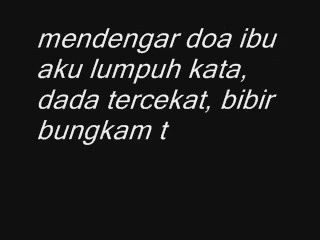 mendengar doa ibu
aku lumpuh kata,
dada tercekat, bibir
bungkam t